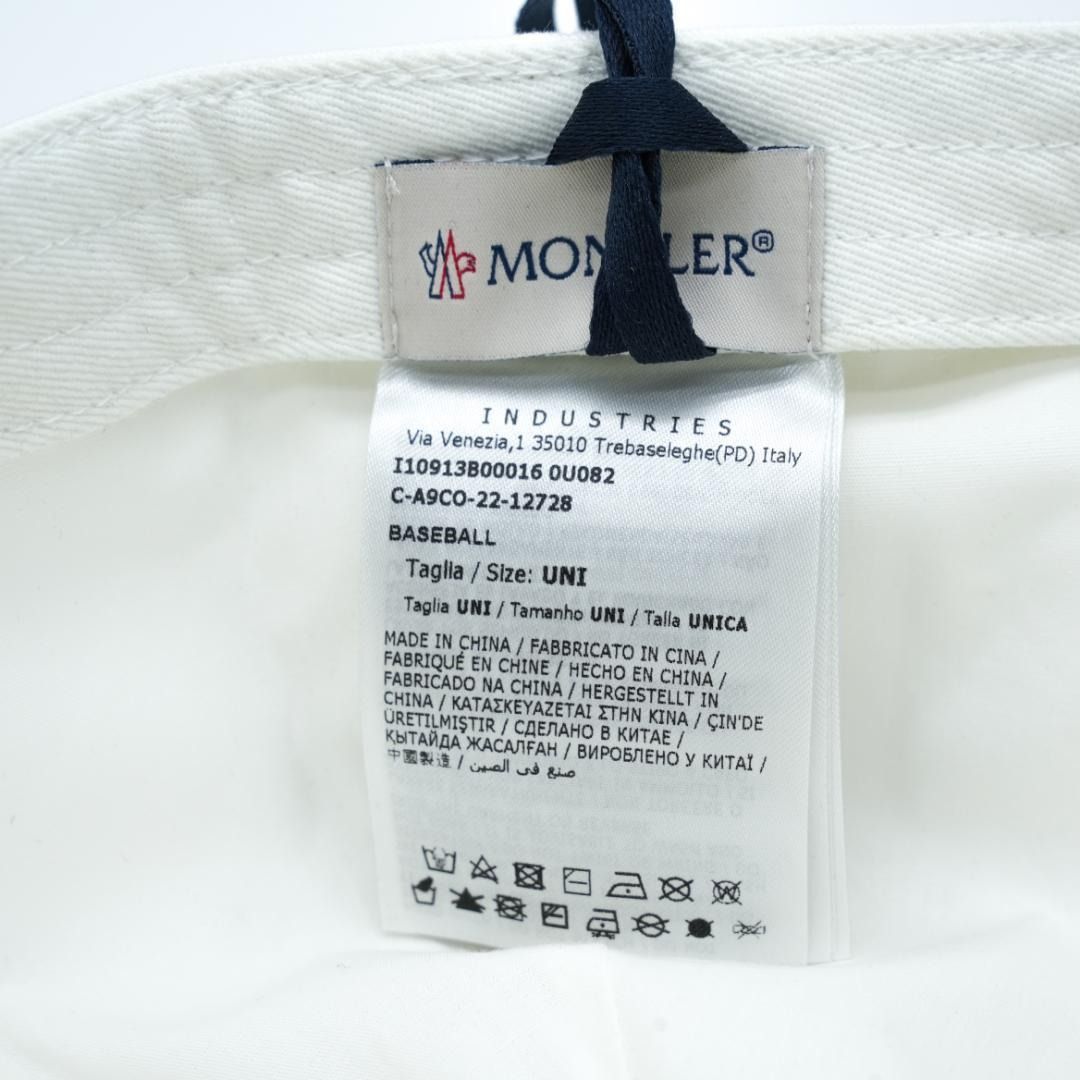 MON LER®
INDUSTRIES
Via Venezia,1 35010 Trebaseleghe(PD) Italy
I10913B00016 0U082
C-A9CO-22-12728
BASEBALL
Taglia / Size: UNI
Taglia UNI / Tamanho UNI / Talla UNICA
MADE IN CHINA / FABBRICATO IN CINA /
FABRIQUÉ EN CHINE / HECHO EN CHINA /
FABRICADO NA CHINA / HERGESTELLT IN
CHINA / ΚΑΤΑΣΚΕΥΑΖΕΤΑΙ ΣΤΗΝ ΚΙΝΑ / ÇIN'DE
ÜRETILMIŞTIR / СДЕЛАНО В КИТАЕ /
ҚЫТАЙДА ЖАСАЛҒАН / ВИРОБЛЕНО У КИТАЇ /
中國製造 / صنع في الصين